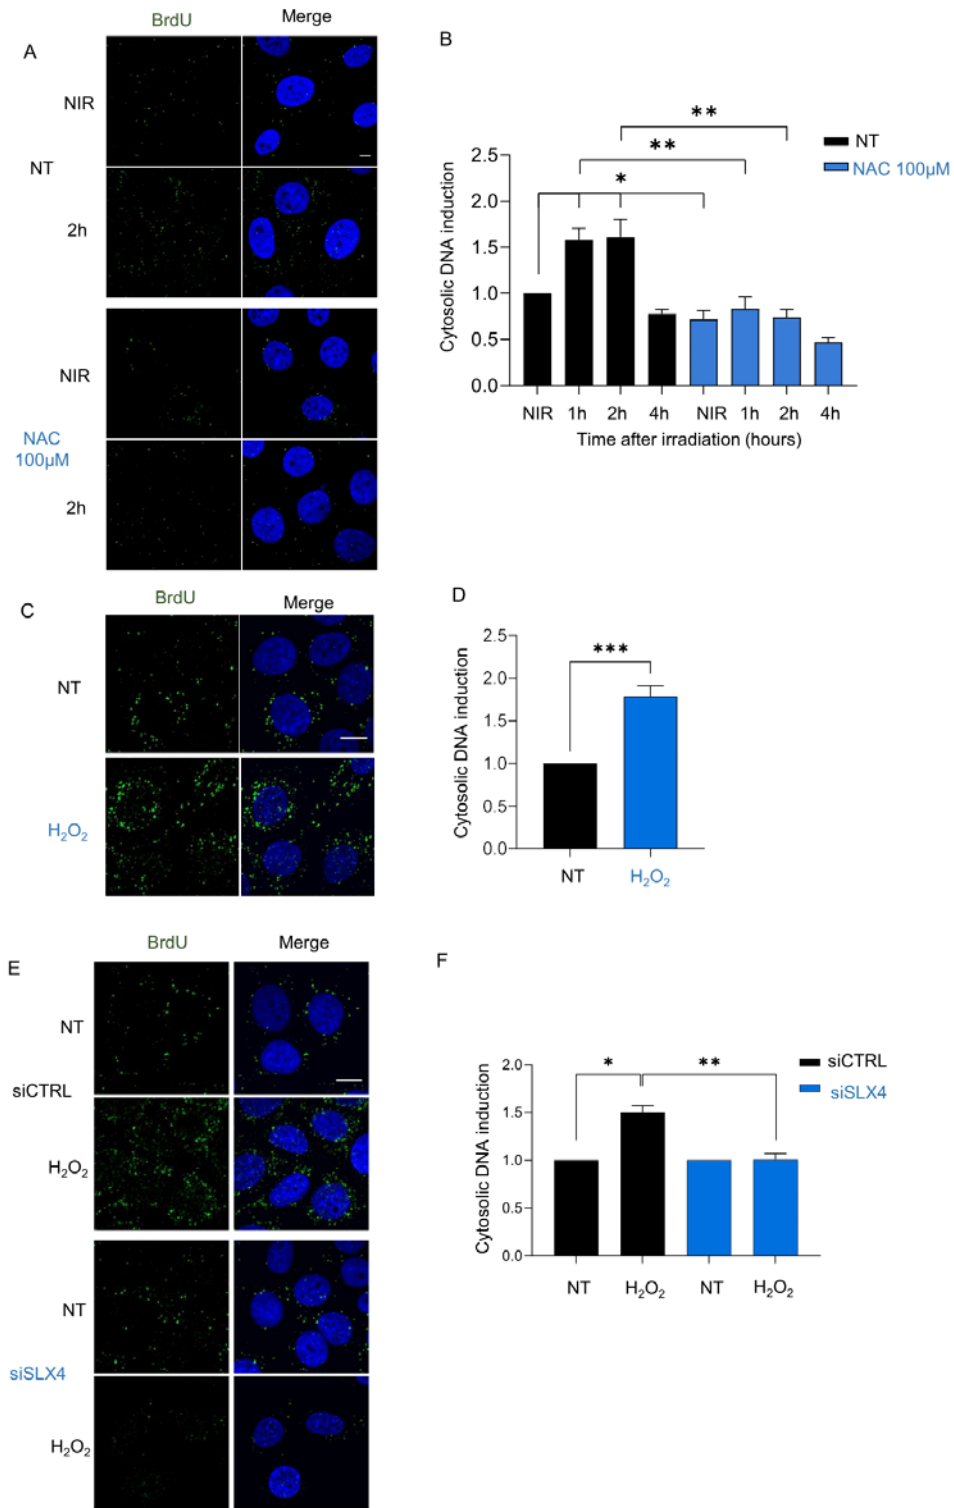 A
BrdU Merge
NIR
NT
2h
NIR
NAC
100µM
2h
B
** 
**
*
NT
NAC 100µM
Cytosolic DNA induction
2.5
2.0
1.5
1.0
0.5
0.0
NIR 1h 2h 4h NIR 1h 2h 4h
Time after irradiation (hours)
C
BrdU Merge
NT
H₂O₂
D
***
Cytosolic DNA induction
2.5
2.0
1.5
1.0
0.5
0.0
NT H₂O₂
E
BrdU Merge
NT
siCTRL
H₂O₂
NT
siSLX4
H₂O₂
F
* **
siCTRL
siSLX4
Cytosolic DNA induction
2.0
1.5
1.0
0.5
0.0
NT H₂O₂ NT H₂O₂